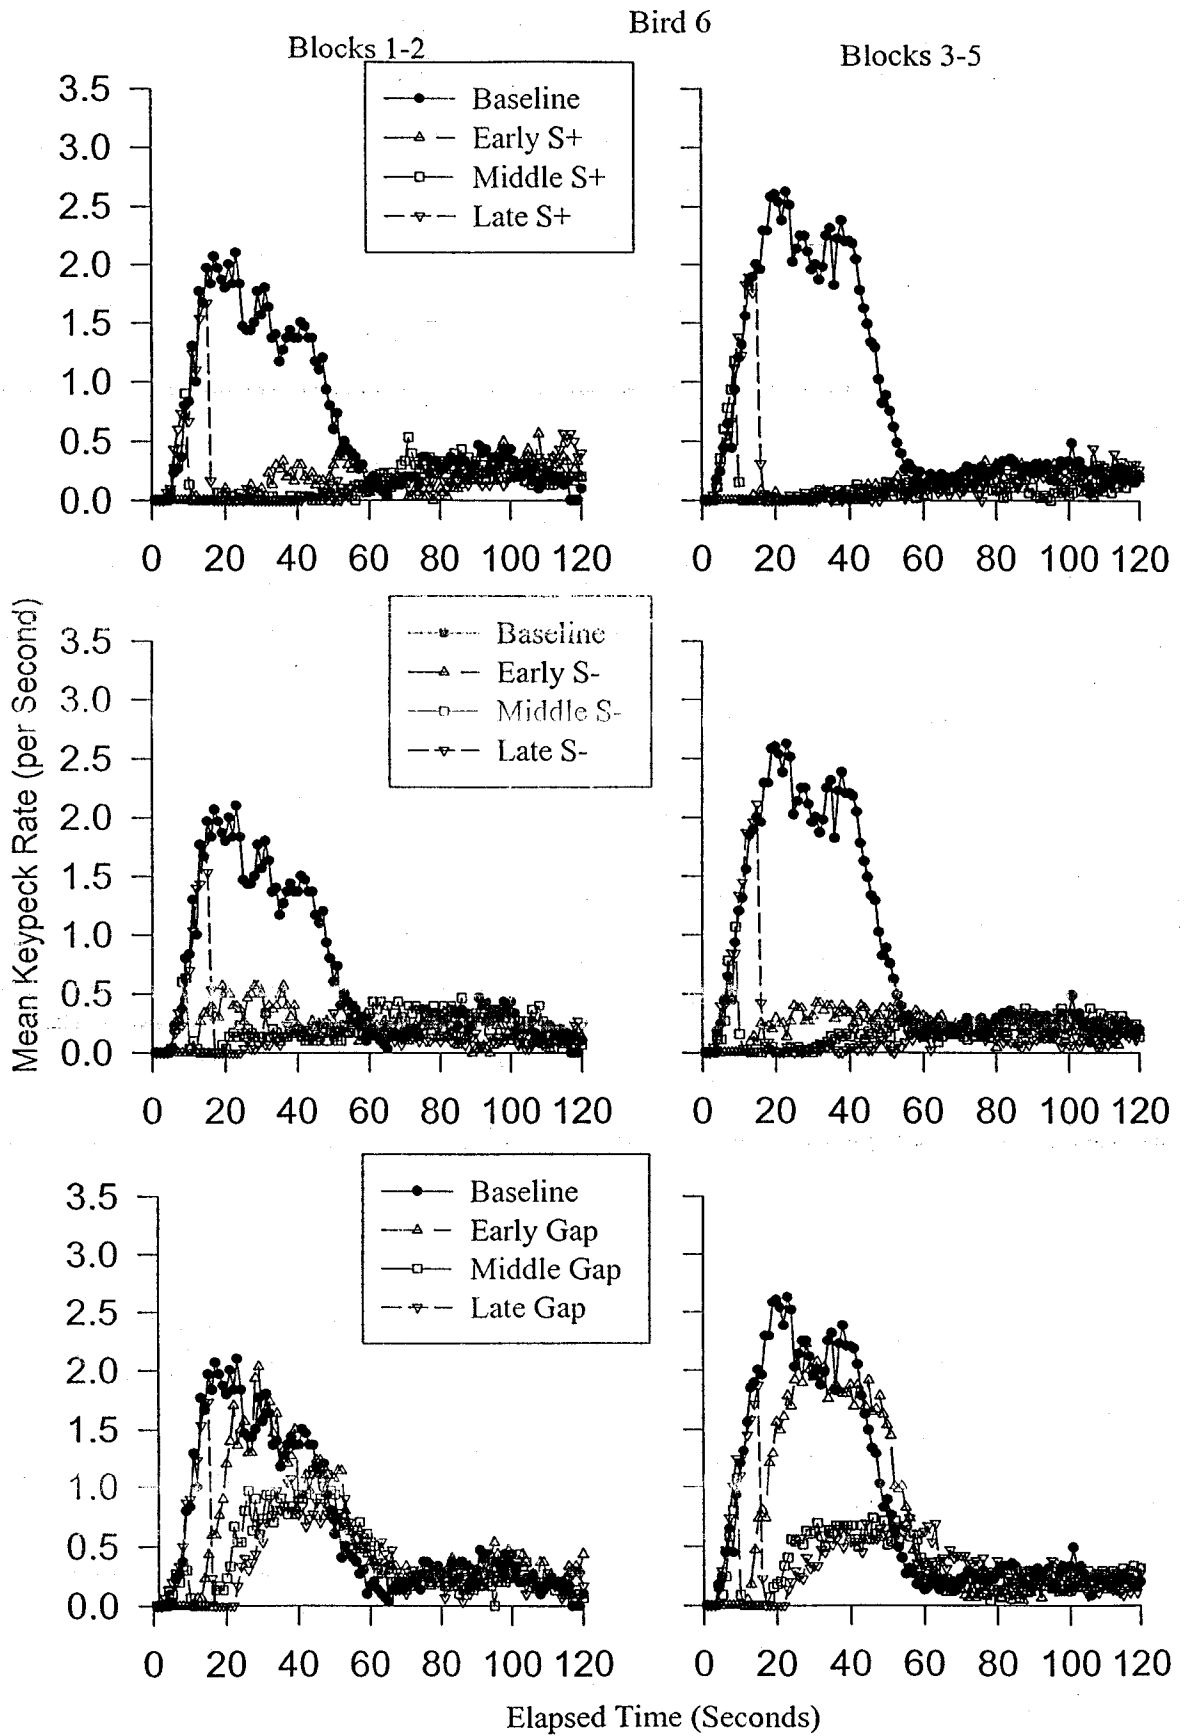 Bird 6
Blocks 1-2
Blocks 3-5
Baseline
Early S+
Middle S+
Late S+
3.5
3.0
2.5
2.0
1.5
1.0
0.5
0.0
0 20 40 60 80 100 120
0 20 40 60 80 100 120
Mean Keypeck Rate (per Second)
Baseline
Early S-
Middle S-
Late S-
3.5
3.0
2.5
2.0
1.5
1.0
0.5
0.0
0 20 40 60 80 100 120
0 20 40 60 80 100 120
Baseline
Early Gap
Middle Gap
Late Gap
3.5
3.0
2.5
2.0
1.5
1.0
0.5
0.0
0 20 40 60 80 100 120
0 20 40 60 80 100 120
Elapsed Time (Seconds)